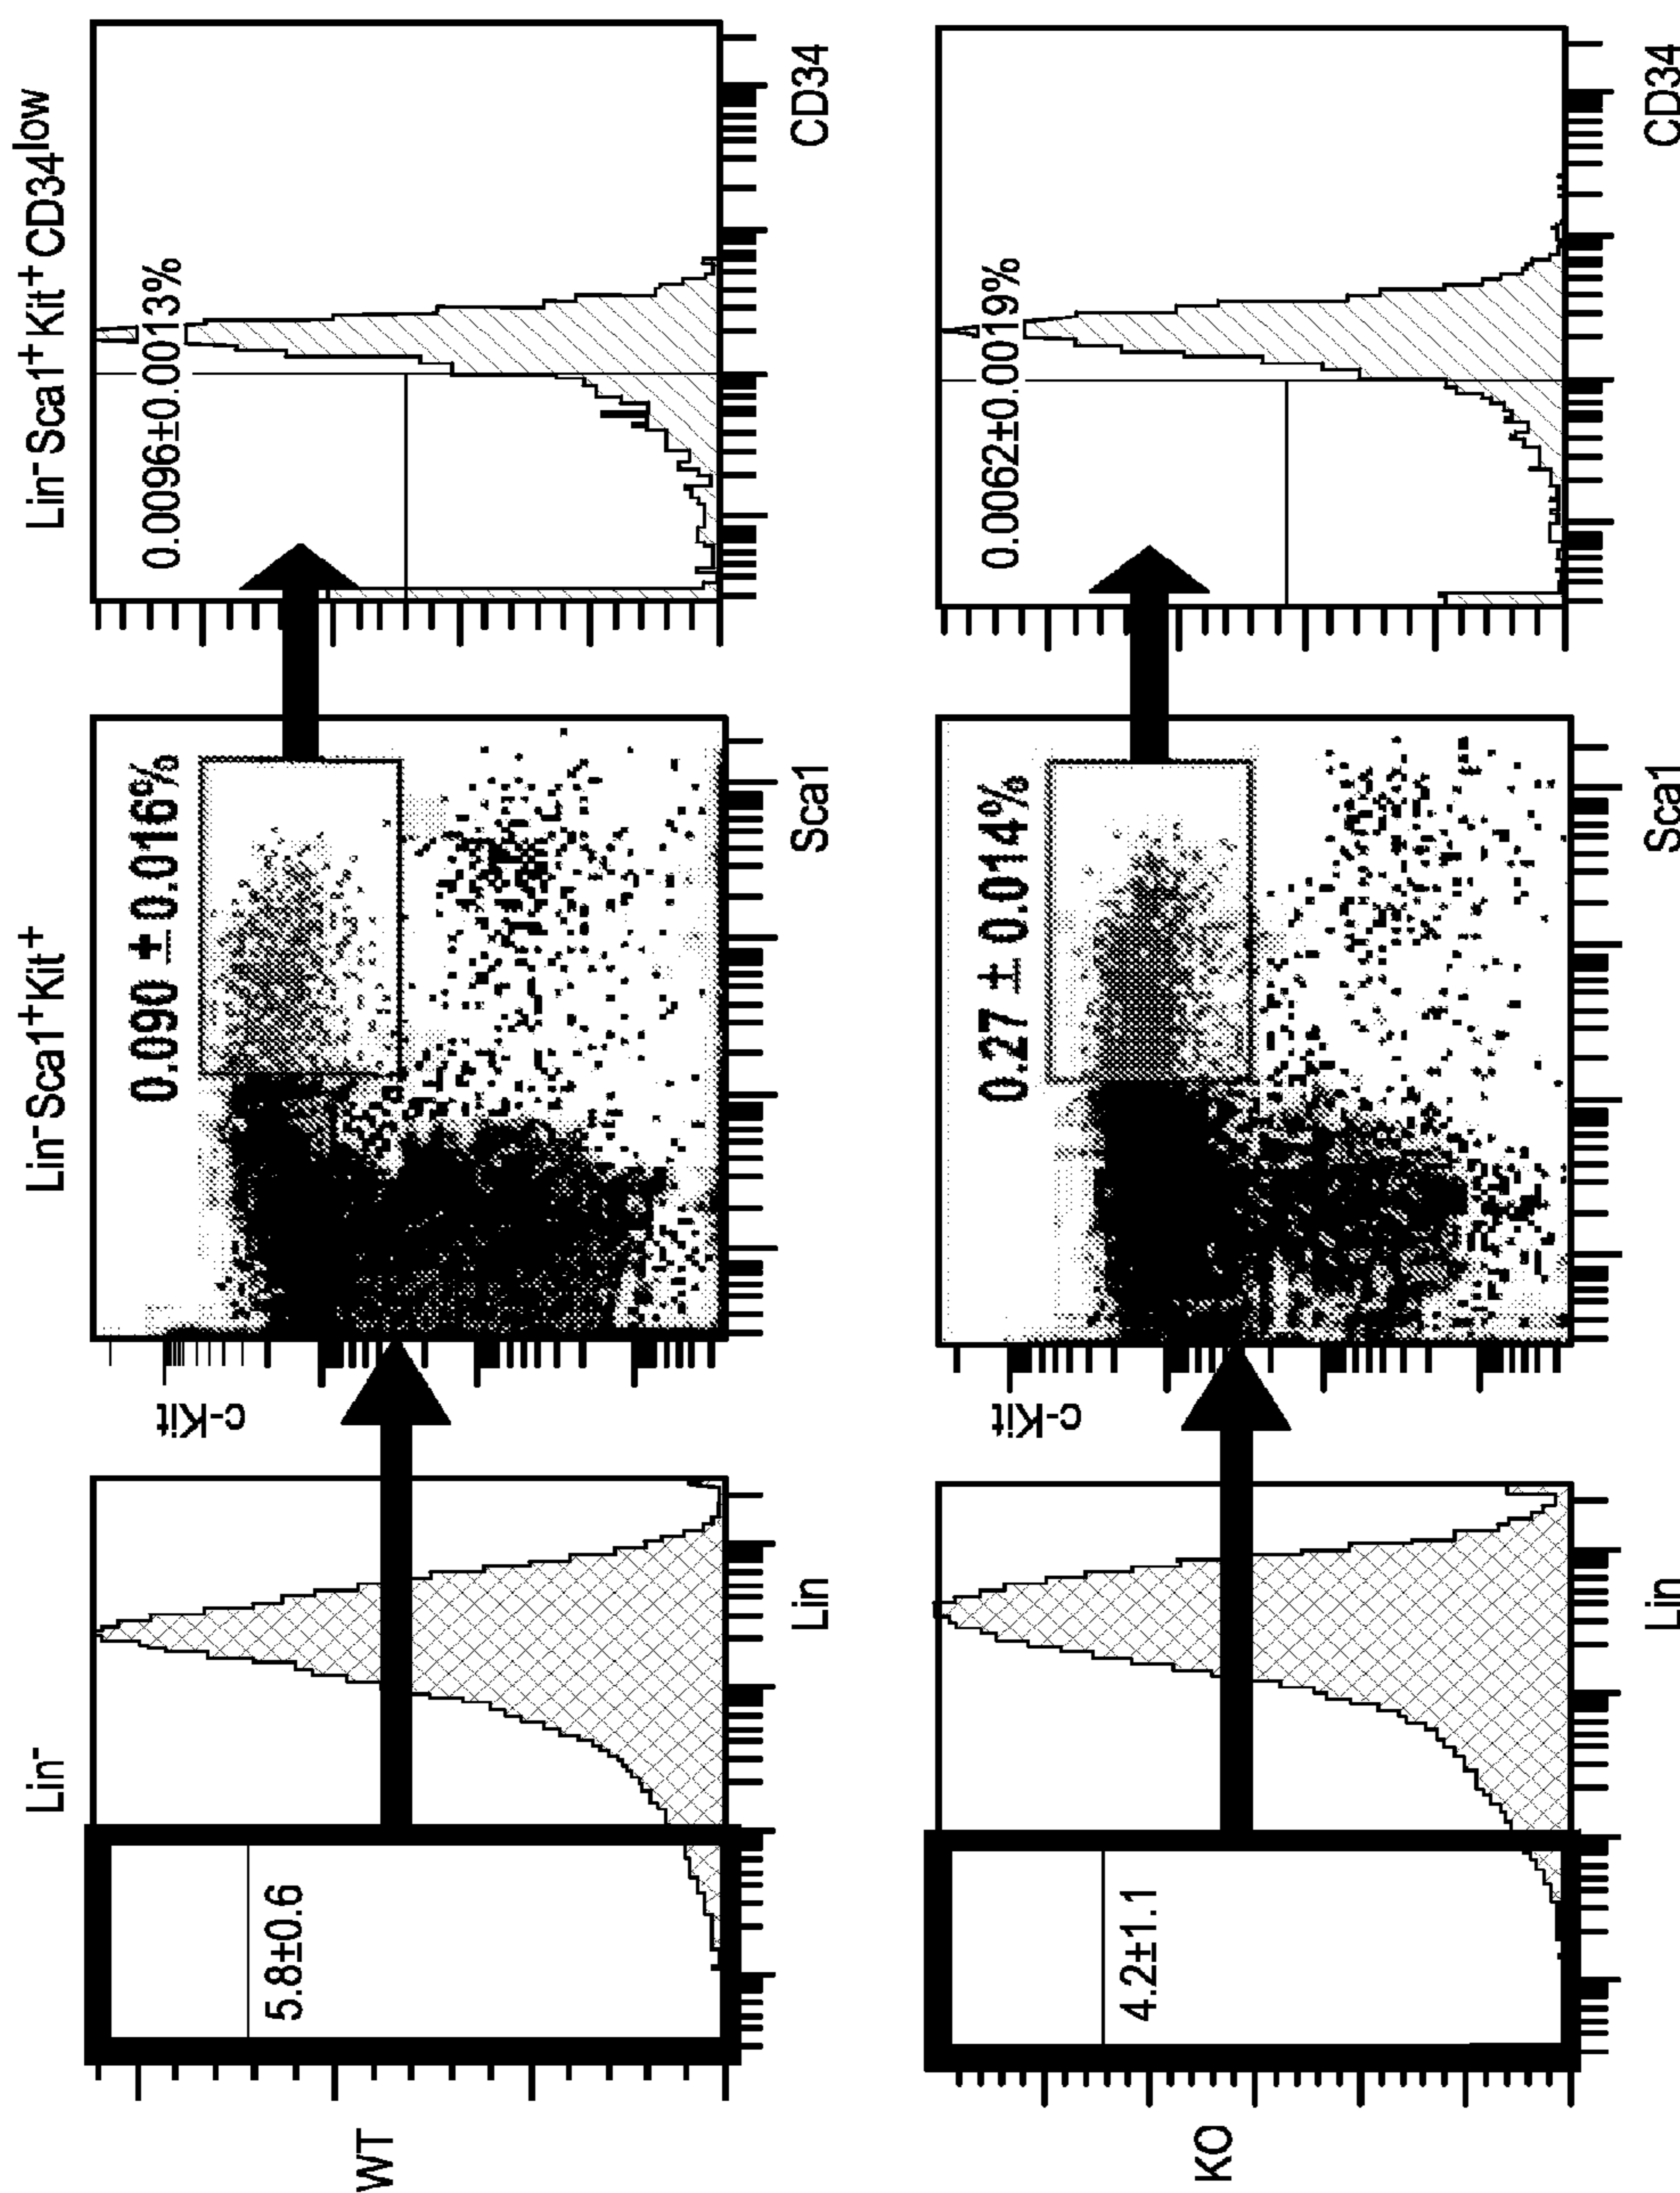 Lin⁻
Lin⁻Sca1⁺Kit⁺
Lin⁻Sca1⁺Kit⁺CD34ˡᵒʷ
WT
5.8±0.6
Lin
c-Kit
0.090 ± 0.016%
Sca1
0.0096±0.0013%
CD34
KO
4.2±1.1
Lin
c-Kit
0.27 ± 0.014%
Sca1
0.0062±0.0019%
CD34